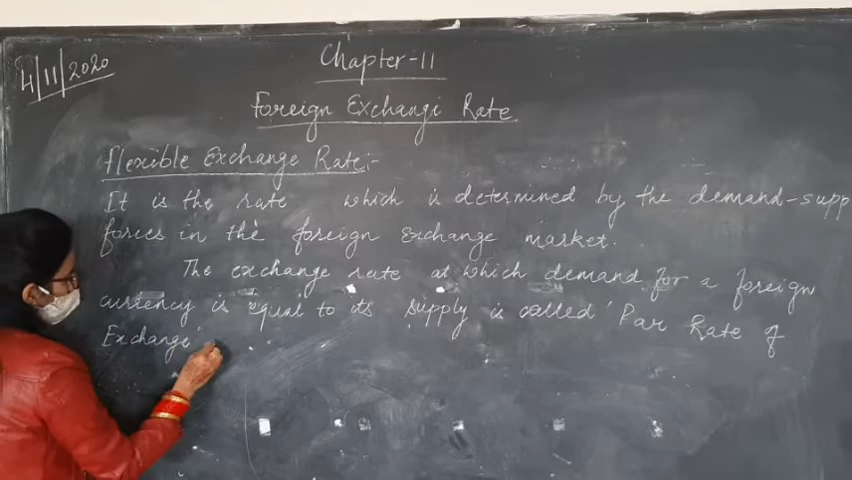 4/11/2020
Chapter-11
Foreign Exchange Rate
flexible Exchange Rate:-
It is the rate which is determined by the demand-supp
forces in the foreign Exchange market.
The exchange rate at which demand for a foreign
currency is equal to its supply is called 'Par Rate of
Exchange'